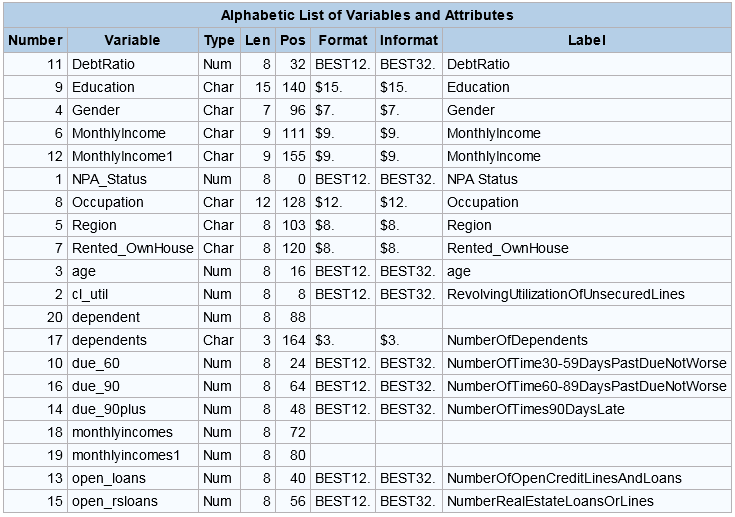 Alphabetic List of Variables and Attributes
Number Variable Type Len Pos Format Informat Label
11 DebtRatio Num 8 32 BEST12. BEST32. DebtRatio
9 Education Char 15 140 $15. $15. Education
4 Gender Char 7 96 $7. $7. Gender
6 MonthlyIncome Char 9 111 $9. $9. MonthlyIncome
12 MonthlyIncome1 Char 9 155 $9. $9. MonthlyIncome
1 NPA_Status Num 8 0 BEST12. BEST32. NPA Status
8 Occupation Char 12 128 $12. $12. Occupation
5 Region Char 8 103 $8. $8. Region
7 Rented_OwnHouse Char 8 120 $8. $8. Rented_OwnHouse
3 age Num 8 16 BEST12. BEST32. age
2 cl_util Num 8 8 BEST12. BEST32. RevolvingUtilizationOfUnsecuredLines
20 dependent Num 8 88
17 dependents Char 3 164 $3. $3. NumberOfDependents
10 due_60 Num 8 24 BEST12. BEST32. NumberOfTime30-59DaysPastDueNotWorse
16 due_90 Num 8 64 BEST12. BEST32. NumberOfTime60-89DaysPastDueNotWorse
14 due_90plus Num 8 48 BEST12. BEST32. NumberOfTimes90DaysLate
18 monthlyincomes Num 8 72
19 monthlyincomes1 Num 8 80
13 open_loans Num 8 40 BEST12. BEST32. NumberOfOpenCreditLinesAndLoans
15 open_rsloans Num 8 56 BEST12. BEST32. NumberRealEstateLoansOrLines